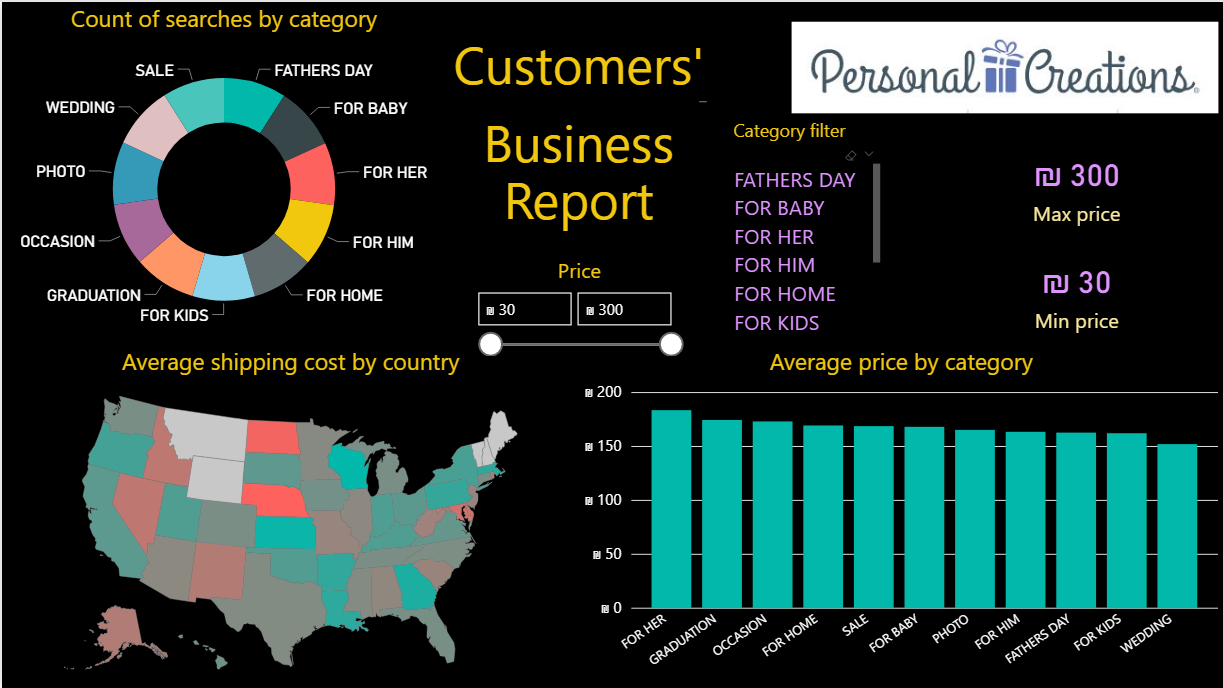 Count of searches by category
SALE
FATHERS DAY
WEDDING
FOR BABY
PHOTO
FOR HER
OCCASION
FOR HIM
GRADUATION
FOR HOME
FOR KIDS
Customers'
Business
Report
Personal Creations®
Category filter
FATHERS DAY
FOR BABY
FOR HER
FOR HIM
FOR HOME
FOR KIDS
₪ 300
Max price
₪ 30
Min price
Price
₪ 30
₪ 300
Average shipping cost by country
Average price by category
₪ 200
₪ 150
₪ 100
₪ 50
₪ 0
FOR HER
GRADUATION
OCCASION
FOR HOME
SALE
FOR BABY
PHOTO
FOR HIM
FATHERS DAY
FOR KIDS
WEDDING